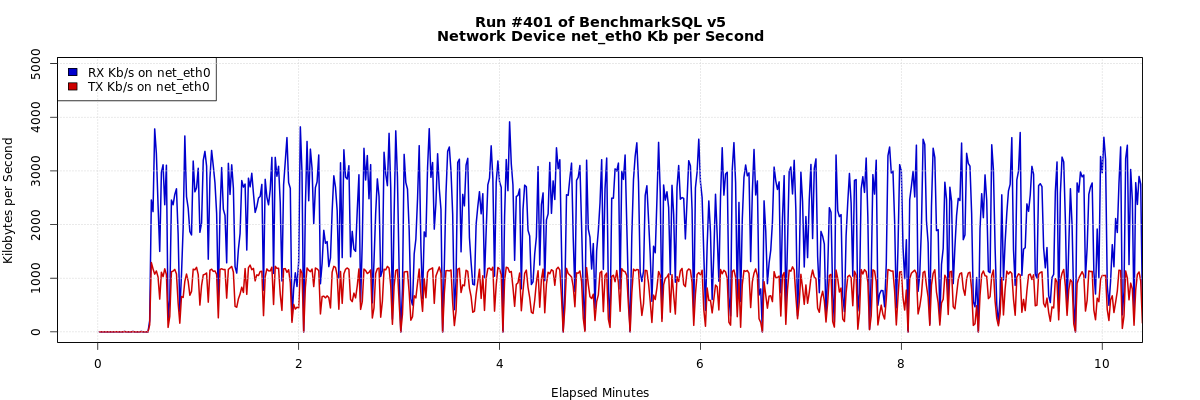 Run #401 of BenchmarkSQL v5
Network Device net_eth0 Kb per Second
RX Kb/s on net_eth0
TX Kb/s on net_eth0
Kilobytes per Second
5000
4000
3000
2000
1000
0
0 2 4 6 8 10
Elapsed Minutes